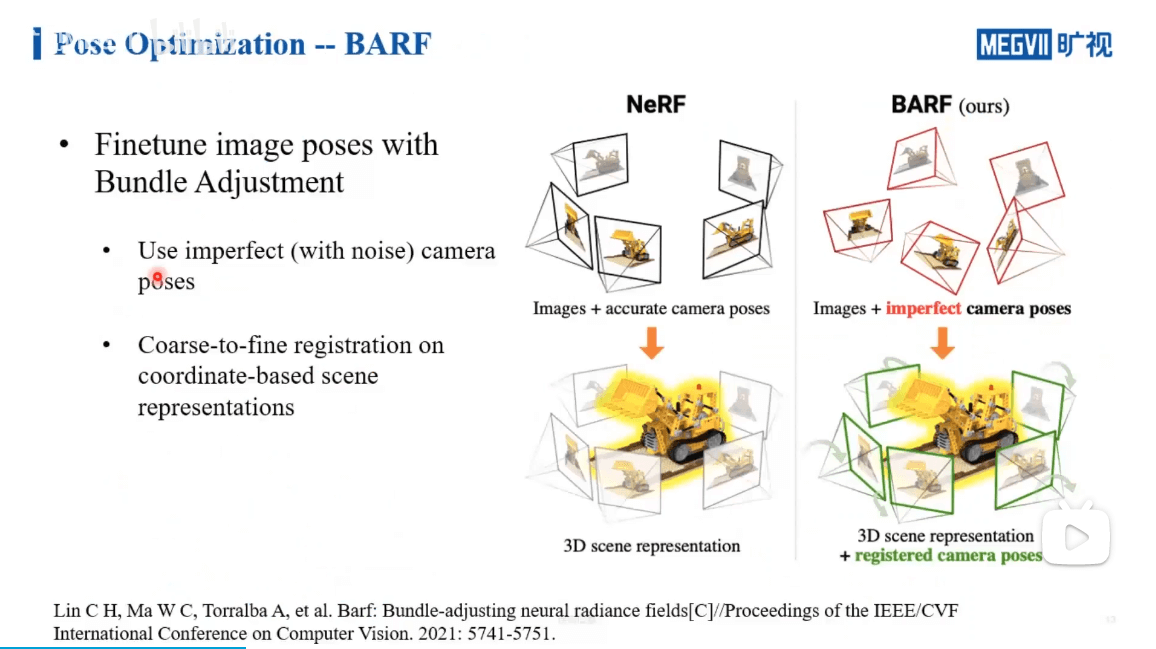 Pose Optimization -- BARF
MEGVII 旷视
• Finetune image poses with
Bundle Adjustment
• Use imperfect (with noise) camera
poses
• Coarse-to-fine registration on
coordinate-based scene
representations
NeRF
Images + accurate camera poses
3D scene representation
BARF (ours)
Images + imperfect camera poses
3D scene representation
+ registered camera poses
Lin C H, Ma W C, Torralba A, et al. Barf: Bundle-adjusting neural radiance fields[C]//Proceedings of the IEEE/CVF
International Conference on Computer Vision. 2021: 5741-5751.